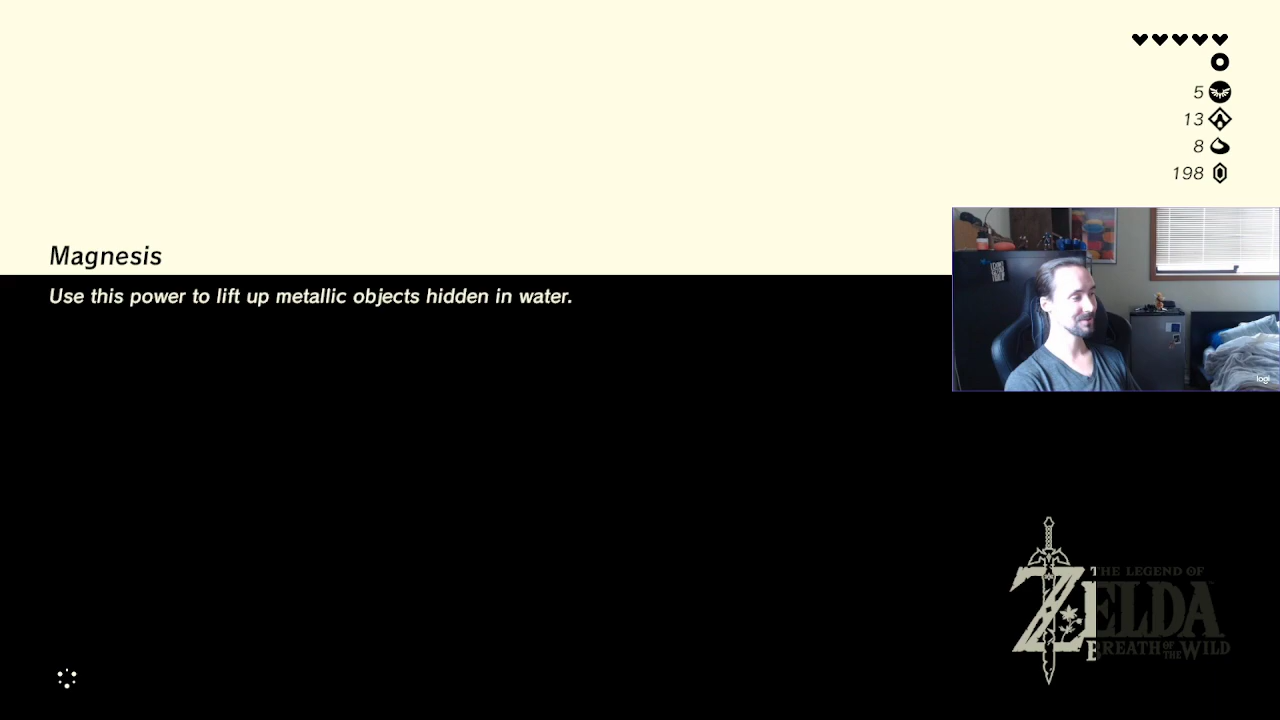 5
13
8
198
Magnesis
Use this power to lift up metallic objects hidden in water.
logi
THE LEGEND OF
ZELDA
BREATH OF THE WILD